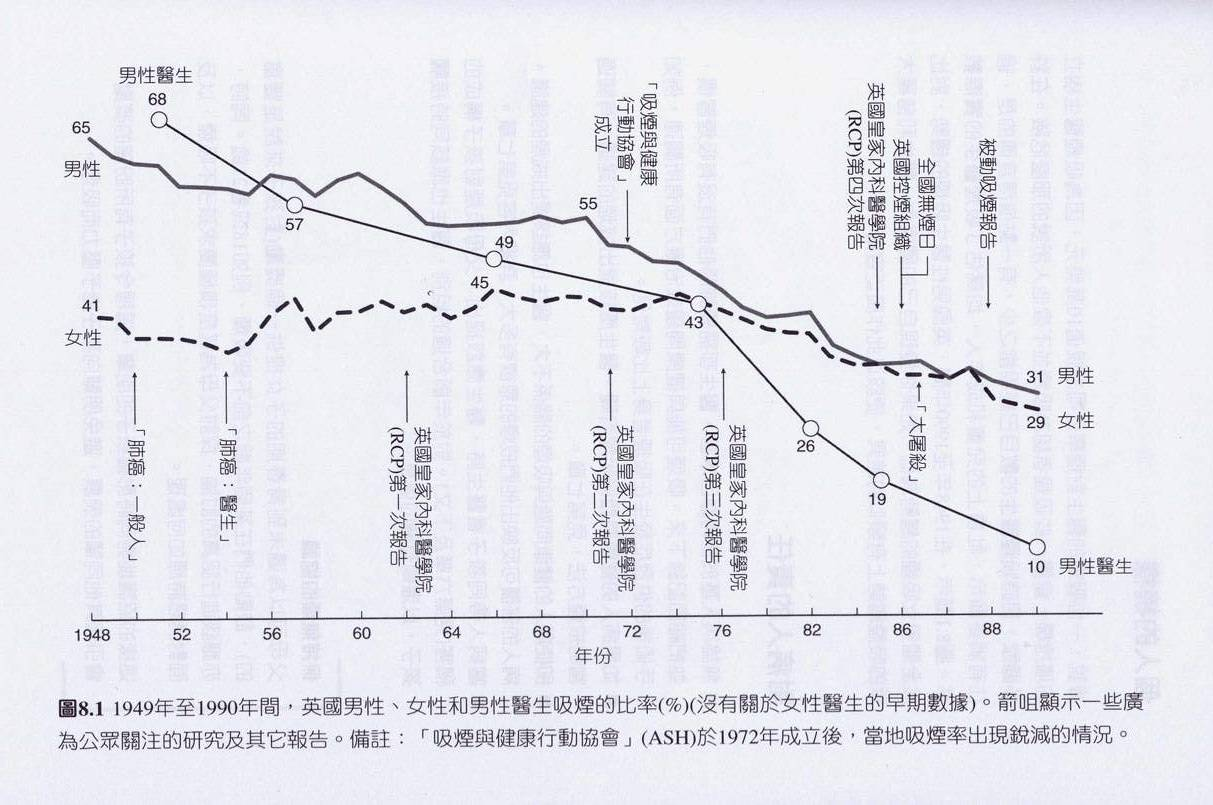 男性醫生
68
65
男性
57
49
45
41
女性
55
43
26
19
10
男性醫生
31
男性
29
女性
「吸煙與健康
行動協會」
成立
英國皇家內科醫學院
(RCP)第四次報告
英國控煙組織
全國無煙日
被動吸煙報告
「肺癌：一般人」
「肺癌：醫生」
英國皇家內科醫學院
(RCP)第一次報告
英國皇家內科醫學院
(RCP)第二次報告
英國皇家內科醫學院
(RCP)第三次報告
「大屠殺」
1948 52 56 60 64 68 72 76 82 86 88
年份
圖8.1 1949年至1990年間，英國男性、女性和男性醫生吸煙的比率(%)(沒有關於女性醫生的早期數據)。箭咀顯示一些廣
為公眾關注的研究及其它報告。備註：「吸煙與健康行動協會」(ASH)於1972年成立後，當地吸煙率出現銳減的情況。